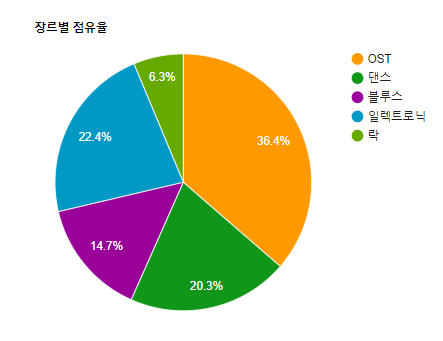 장르별 점유율
OST
댄스
블루스
일렉트로닉
락
6.3%
36.4%
22.4%
14.7%
20.3%